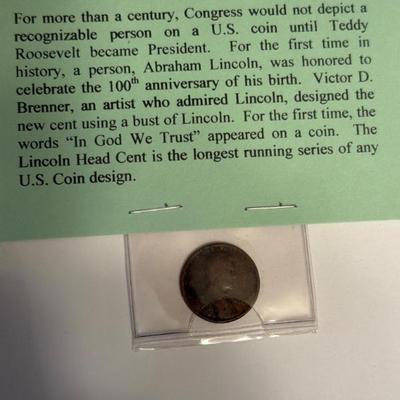 For more than a century, Congress would not depict a
recognizable person on a U.S. coin until Teddy
Roosevelt became President. For the first time in
history, a person, Abraham Lincoln, was honored to
celebrate the 100th anniversary of his birth. Victor D.
Brenner, an artist who admired Lincoln, designed the
new cent using a bust of Lincoln. For the first time, the
words “In God We Trust” appeared on a coin. The
Lincoln Head Cent is the longest running series of any
U.S. Coin design.